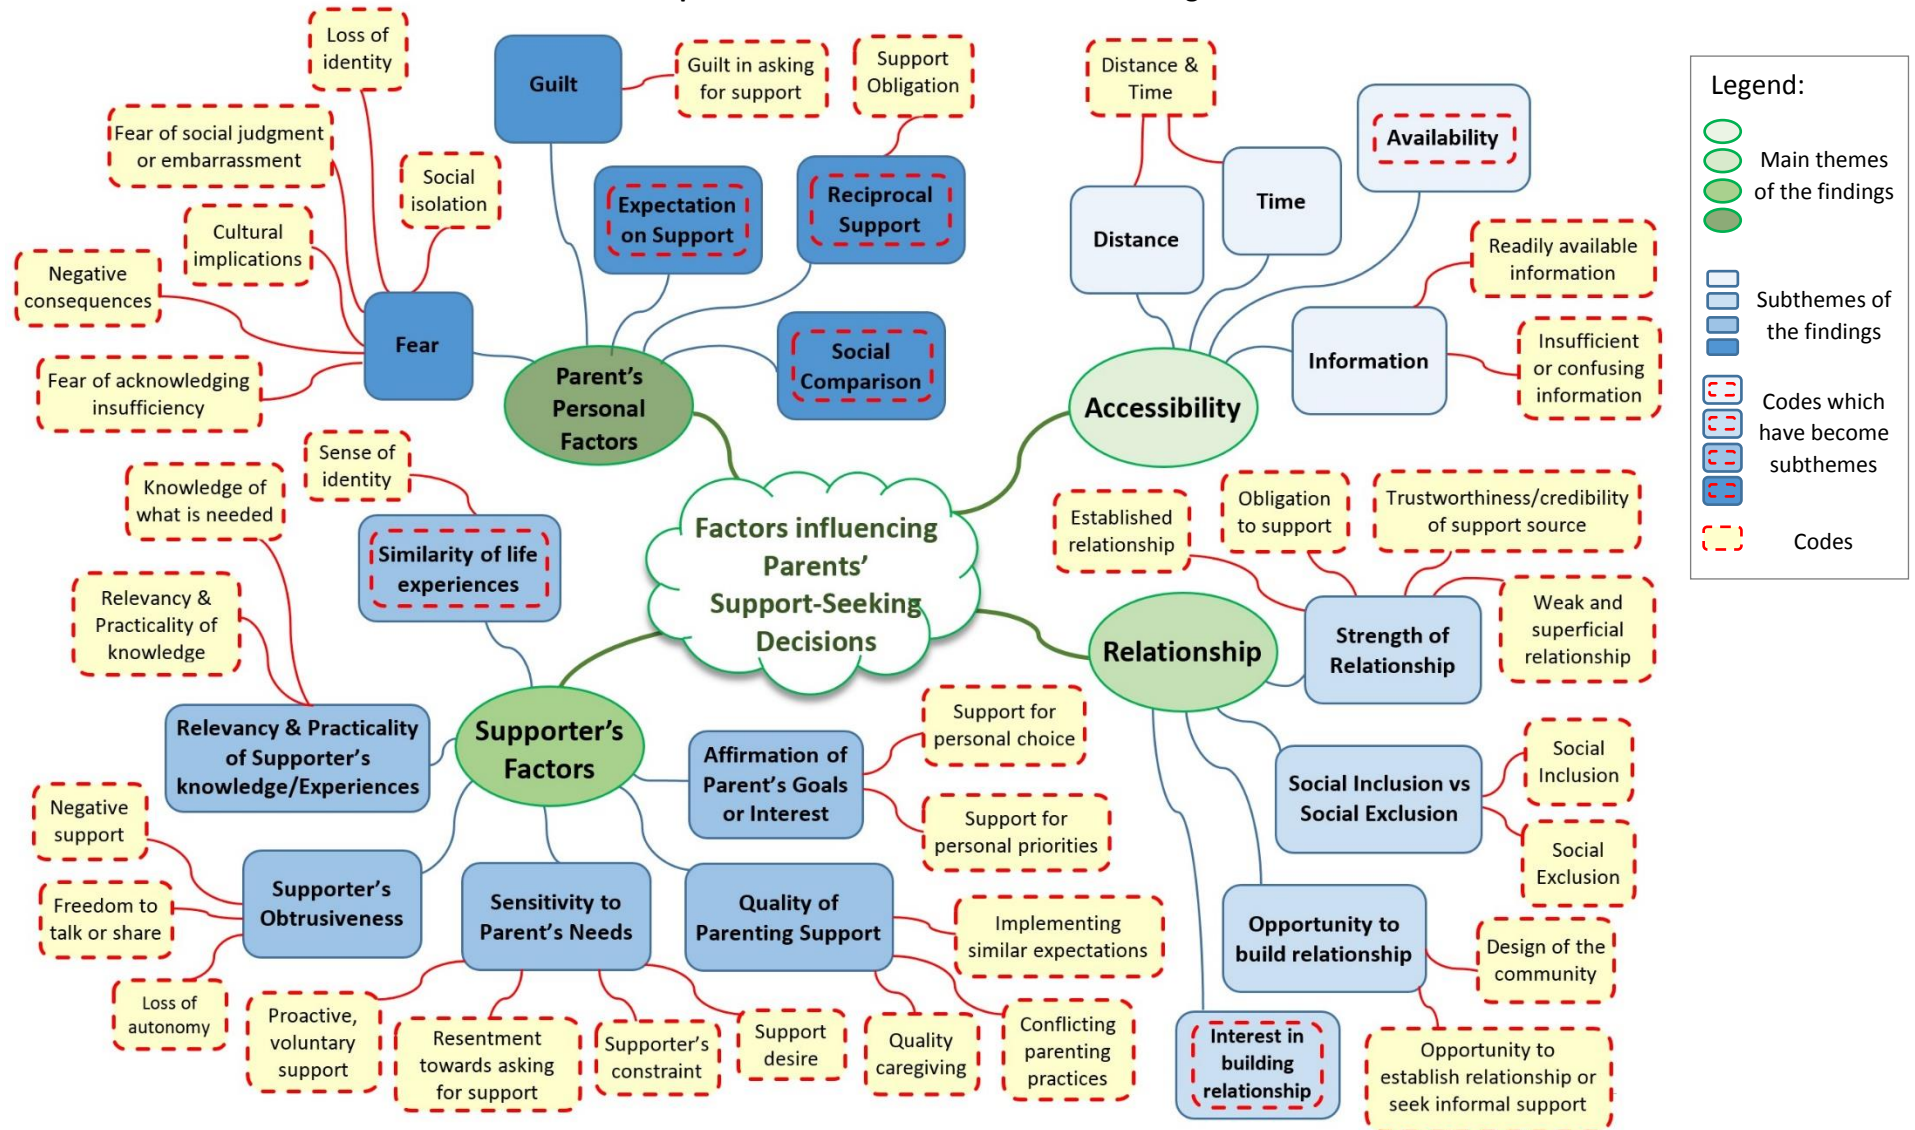 Loss of
identity
Guilt
Guilt in asking
for support
Support
Obligation
Distance &
Time
Availability
Legend:
Main themes
of the findings
Subthemes of
the findings
Codes which
have become
subthemes
Codes
Fear of social judgment
or embarrassment
Social
isolation
Expectation
on Support
Reciprocal
Support
Distance
Time
Cultural
implications
Negative
consequences
Readily available
information
Fear
Social
Comparison
Information
Insufficient
or confusing
information
Fear of acknowledging
insufficiency
Parent's
Personal
Factors
Accessibility
Sense of
identity
Knowledge of
what is needed
Similarity of life
experiences
Factors influencing
Parents'
Support-Seeking
Decisions
Established
relationship
Obligation
to support
Trustworthiness/credibility
of support source
Relevancy &
Practicality of
knowledge
Relationship
Strength of
Relationship
Weak and
superficial
relationship
Relevancy & Practicality
of Supporter's
knowledge/Experiences
Supporter's
Factors
Affirmation of
Parent's Goals
or Interest
Support for
personal choice
Support for
personal priorities
Social Inclusion vs
Social Exclusion
Social
Inclusion
Social
Exclusion
Negative
support
Freedom to
talk or share
Loss of
autonomy
Supporter's
Obtrusiveness
Sensitivity to
Parent's Needs
Quality of
Parenting Support
Implementing
similar expectations
Opportunity to
build relationship
Design of the
community
Proactive,
voluntary
support
Resentment
towards asking
for support
Supporter's
constraint
Support
desire
Quality
caregiving
Conflicting
parenting
practices
Interest in
building
relationship
Opportunity to
establish relationship or
seek informal support